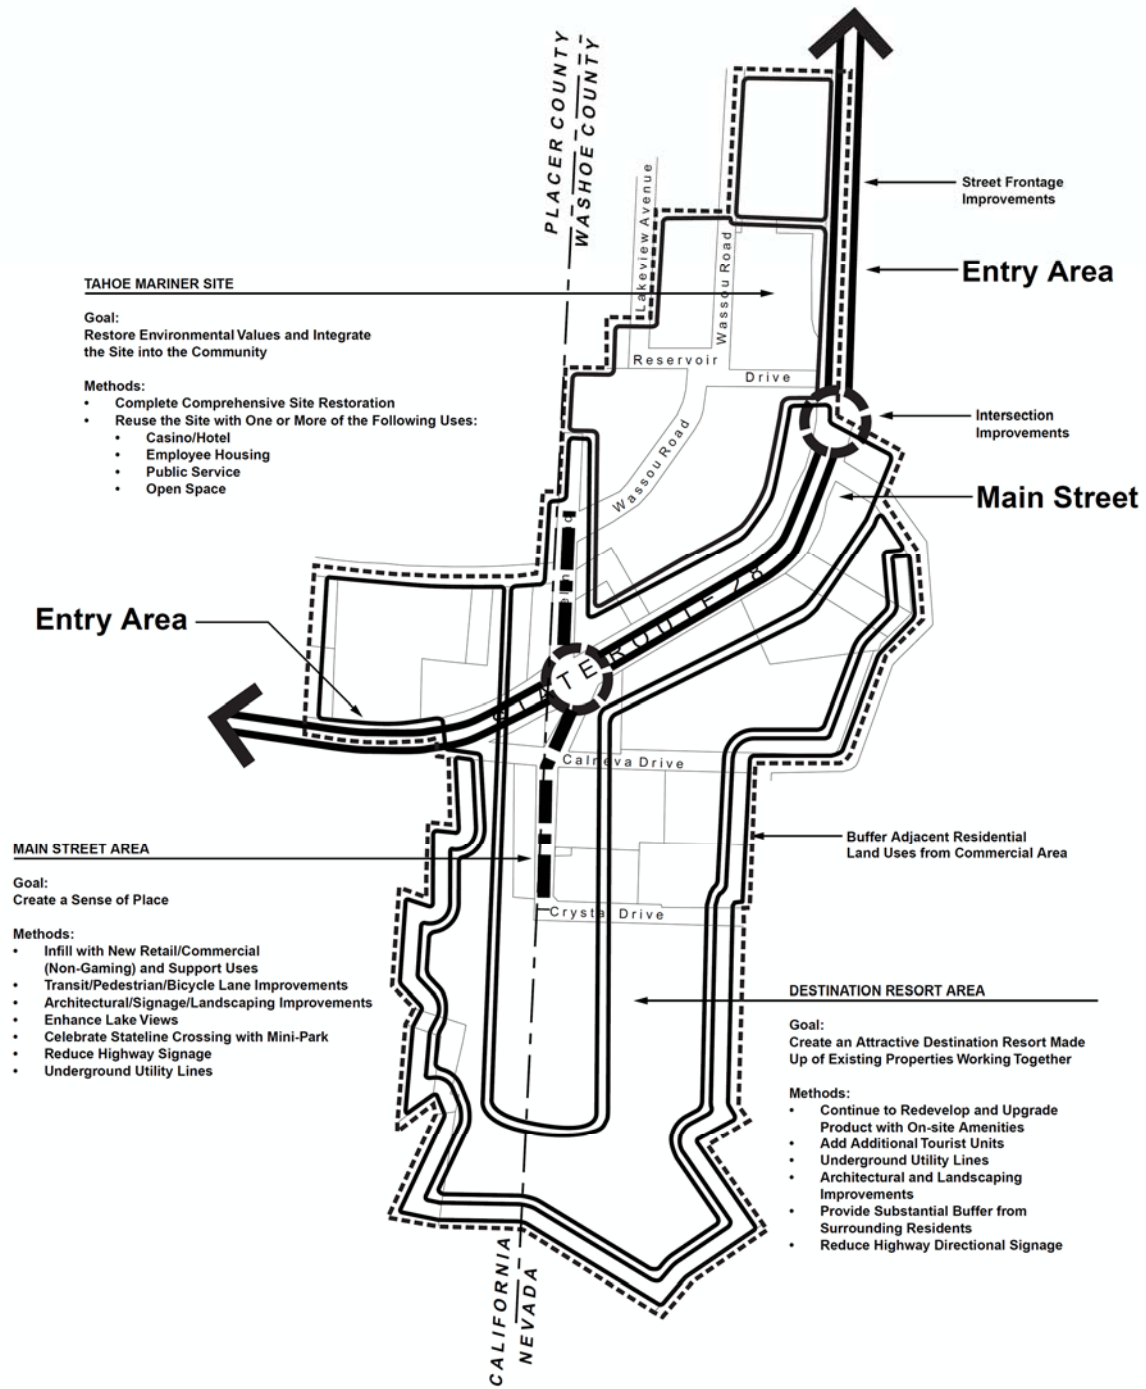 PLACER COUNTY
WASHOE COUNTY
Lakeview Avenue
Wassou Road
Street Frontage
Improvements
Entry Area
TAHOE MARINER SITE
Goal:
Restore Environmental Values and Integrate
the Site into the Community
Methods:
• Complete Comprehensive Site Restoration
• Reuse the Site with One or More of the Following Uses:
• Casino/Hotel
• Employee Housing
• Public Service
• Open Space
Reservoir
Drive
Intersection
Improvements
Wassou Road
Main Street
Entry Area
STATE ROUTE 28
Calneva Drive
Buffer Adjacent Residential
Land Uses from Commercial Area
MAIN STREET AREA
Goal:
Create a Sense of Place
Methods:
• Infill with New Retail/Commercial
(Non-Gaming) and Support Uses
• Transit/Pedestrian/Bicycle Lane Improvements
• Architectural/Signage/Landscaping Improvements
• Enhance Lake Views
• Celebrate Stateline Crossing with Mini-Park
• Reduce Highway Signage
• Underground Utility Lines
Crystal Drive
DESTINATION RESORT AREA
Goal:
Create an Attractive Destination Resort Made
Up of Existing Properties Working Together
Methods:
• Continue to Redevelop and Upgrade
Product with On-site Amenities
• Add Additional Tourist Units
• Underground Utility Lines
• Architectural and Landscaping
Improvements
• Provide Substantial Buffer from
Surrounding Residents
• Reduce Highway Directional Signage
CALIFORNIA
NEVADA